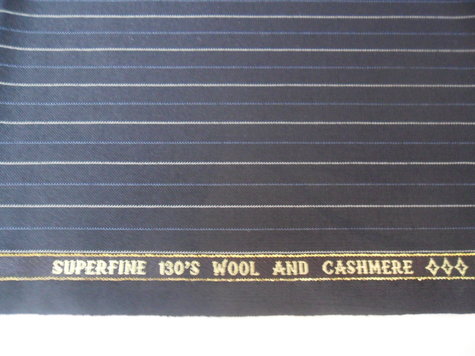 SUPERFINE 130'S WOOL AND CASHMERE